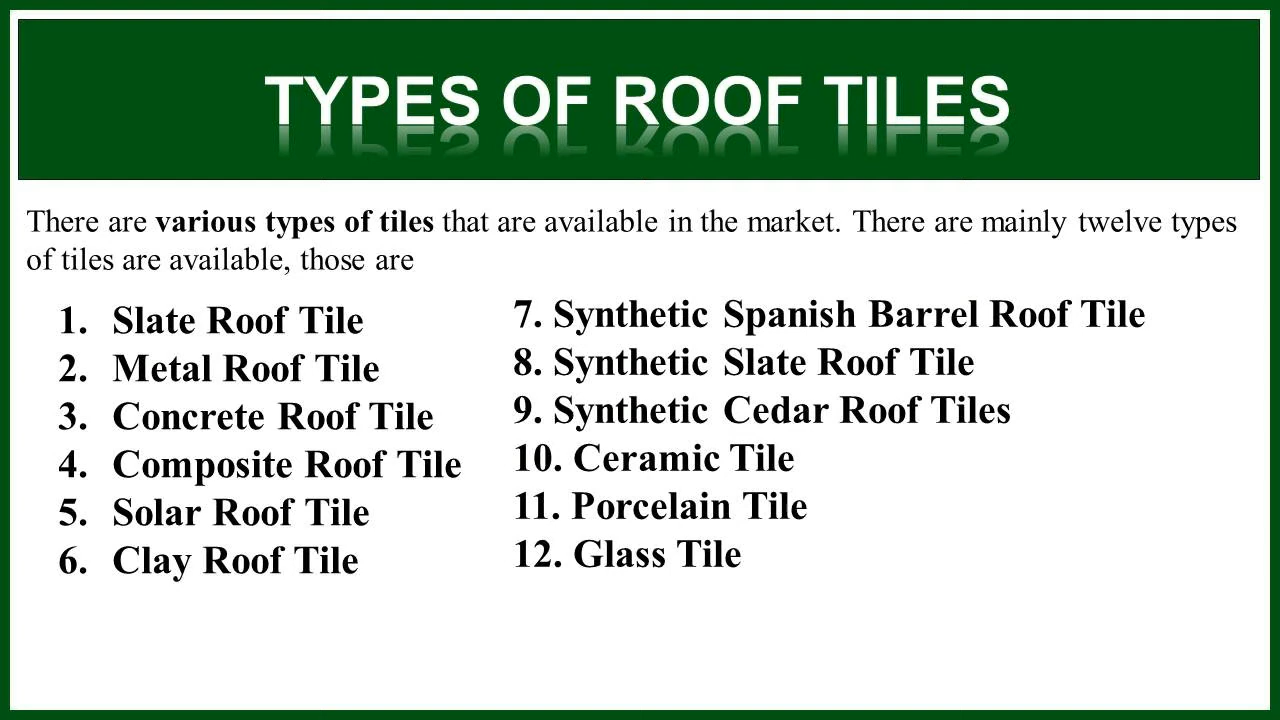 TYPES OF ROOF TILES
There are various types of tiles that are available in the market. There are mainly twelve types
of tiles are available, those are
1. Slate Roof Tile
2. Metal Roof Tile
3. Concrete Roof Tile
4. Composite Roof Tile
5. Solar Roof Tile
6. Clay Roof Tile
7. Synthetic Spanish Barrel Roof Tile
8. Synthetic Slate Roof Tile
9. Synthetic Cedar Roof Tiles
10. Ceramic Tile
11. Porcelain Tile
12. Glass Tile